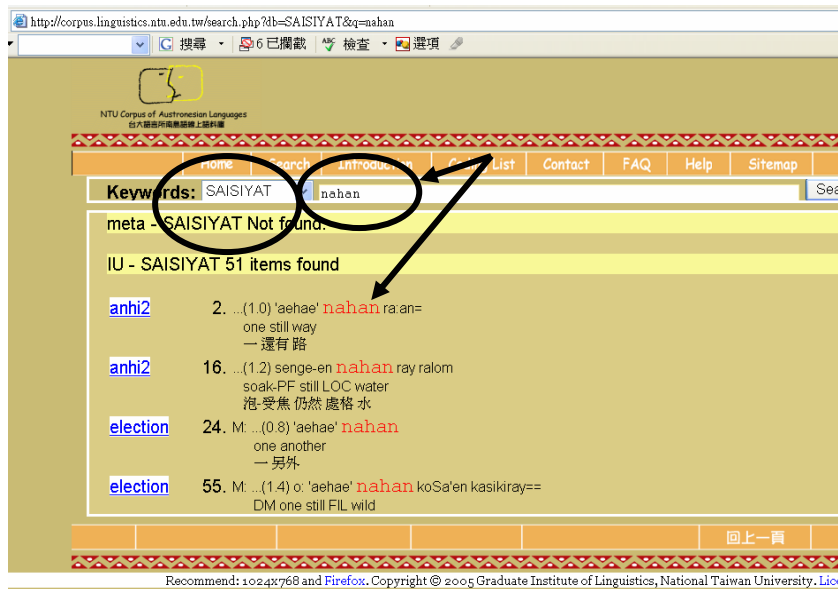 http://corpus.linguistics.ntu.edu.tw/search.php?db=SAISIYAT&q=nahan
G 搜尋 6 已攔截 ABC 檢查 選項
NTU Corpus of Austronesian Languages
台大語言所南島語線上語料庫
Home Search Introduction Coding List Contact FAQ Help Sitemap
Keywords: SAISIYAT nahan Sea
meta - SAISIYAT Not found.
IU - SAISIYAT 51 items found
anhi2 2. ...(1.0) 'aehae' nahan ra:an=
one still way
一 還有 路
anhi2 16. ...(1.2) senge-en nahan ray ralom
soak-PF still LOC water
泡-受焦 仍然 處格 水
election 24. M: ...(0.8) 'aehae' nahan
one another
一 另外
election 55. M: ...(1.4) o: 'aehae' nahan koSa'en kasikiray==
DM one still FIL wild
回上一頁
Recommend: 1024x768 and Firefox. Copyright © 2005 Graduate Institute of Linguistics, National Taiwan University. Lic